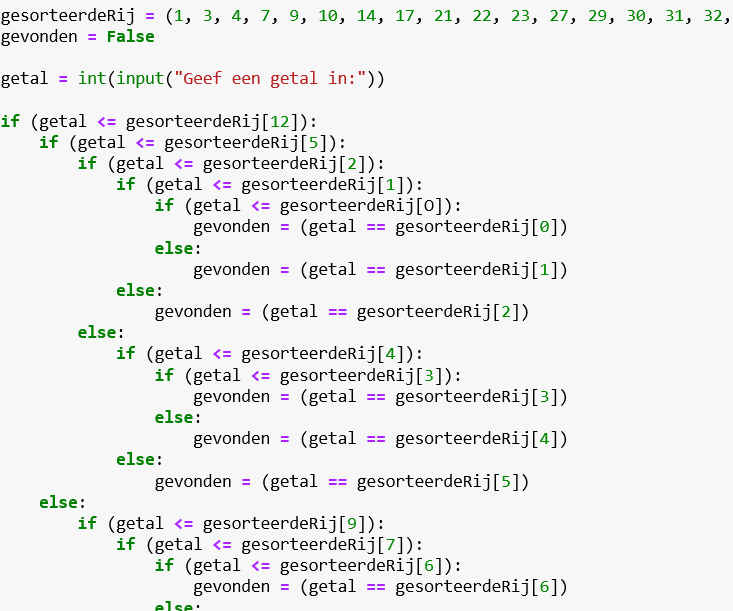 gesorteerdeRij = (1, 3, 4, 7, 9, 10, 14, 17, 21, 22, 23, 27, 29, 30, 31, 32,
gevonden = False

getal = int(input("Geef een getal in:"))

if (getal <= gesorteerdeRij[12]):
    if (getal <= gesorteerdeRij[5]):
        if (getal <= gesorteerdeRij[2]):
            if (getal <= gesorteerdeRij[1]):
                if (getal <= gesorteerdeRij[O]):
                    gevonden = (getal == gesorteerdeRij[0])
                else:
                    gevonden = (getal == gesorteerdeRij[1])
            else:
                gevonden = (getal == gesorteerdeRij[2])
        else:
            if (getal <= gesorteerdeRij[4]):
                if (getal <= gesorteerdeRij[3]):
                    gevonden = (getal == gesorteerdeRij[3])
                else:
                    gevonden = (getal == gesorteerdeRij[4])
            else:
                gevonden = (getal == gesorteerdeRij[5])
    else:
        if (getal <= gesorteerdeRij[9]):
            if (getal <= gesorteerdeRij[7]):
                if (getal <= gesorteerdeRij[6]):
                    gevonden = (getal == gesorteerdeRij[6])
                else: